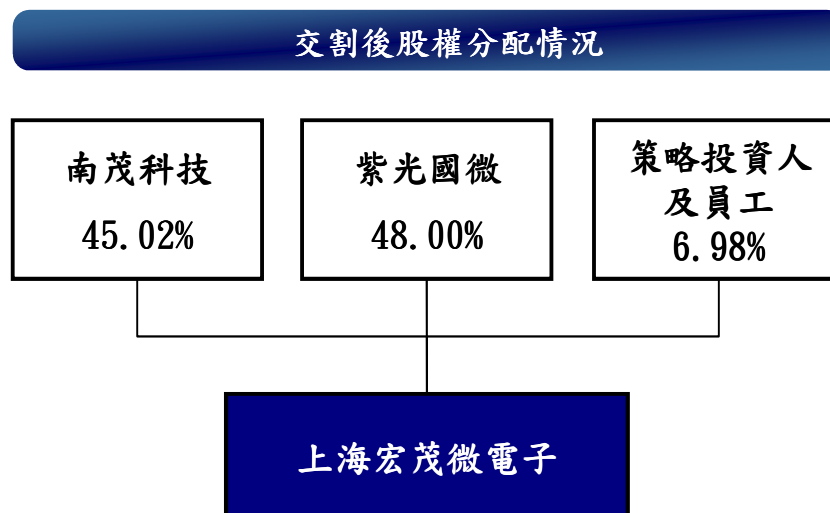 交割後股權分配情況
南茂科技
45.02%
紫光國微
48.00%
策略投資人
及員工
6.98%
上海宏茂微電子